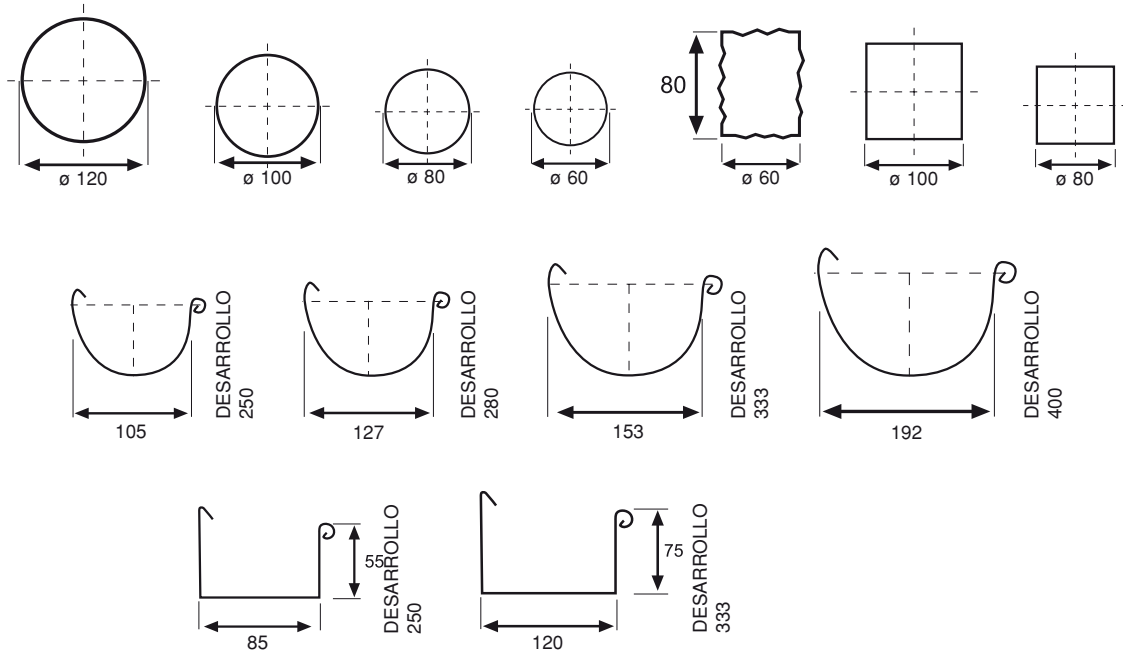 80
ø 120
ø 100
ø 80
ø 60
ø 60
ø 100
ø 80
DESARROLLO
250
105
DESARROLLO
280
127
DESARROLLO
333
153
DESARROLLO
400
192
55
DESARROLLO
250
85
75
DESARROLLO
333
120